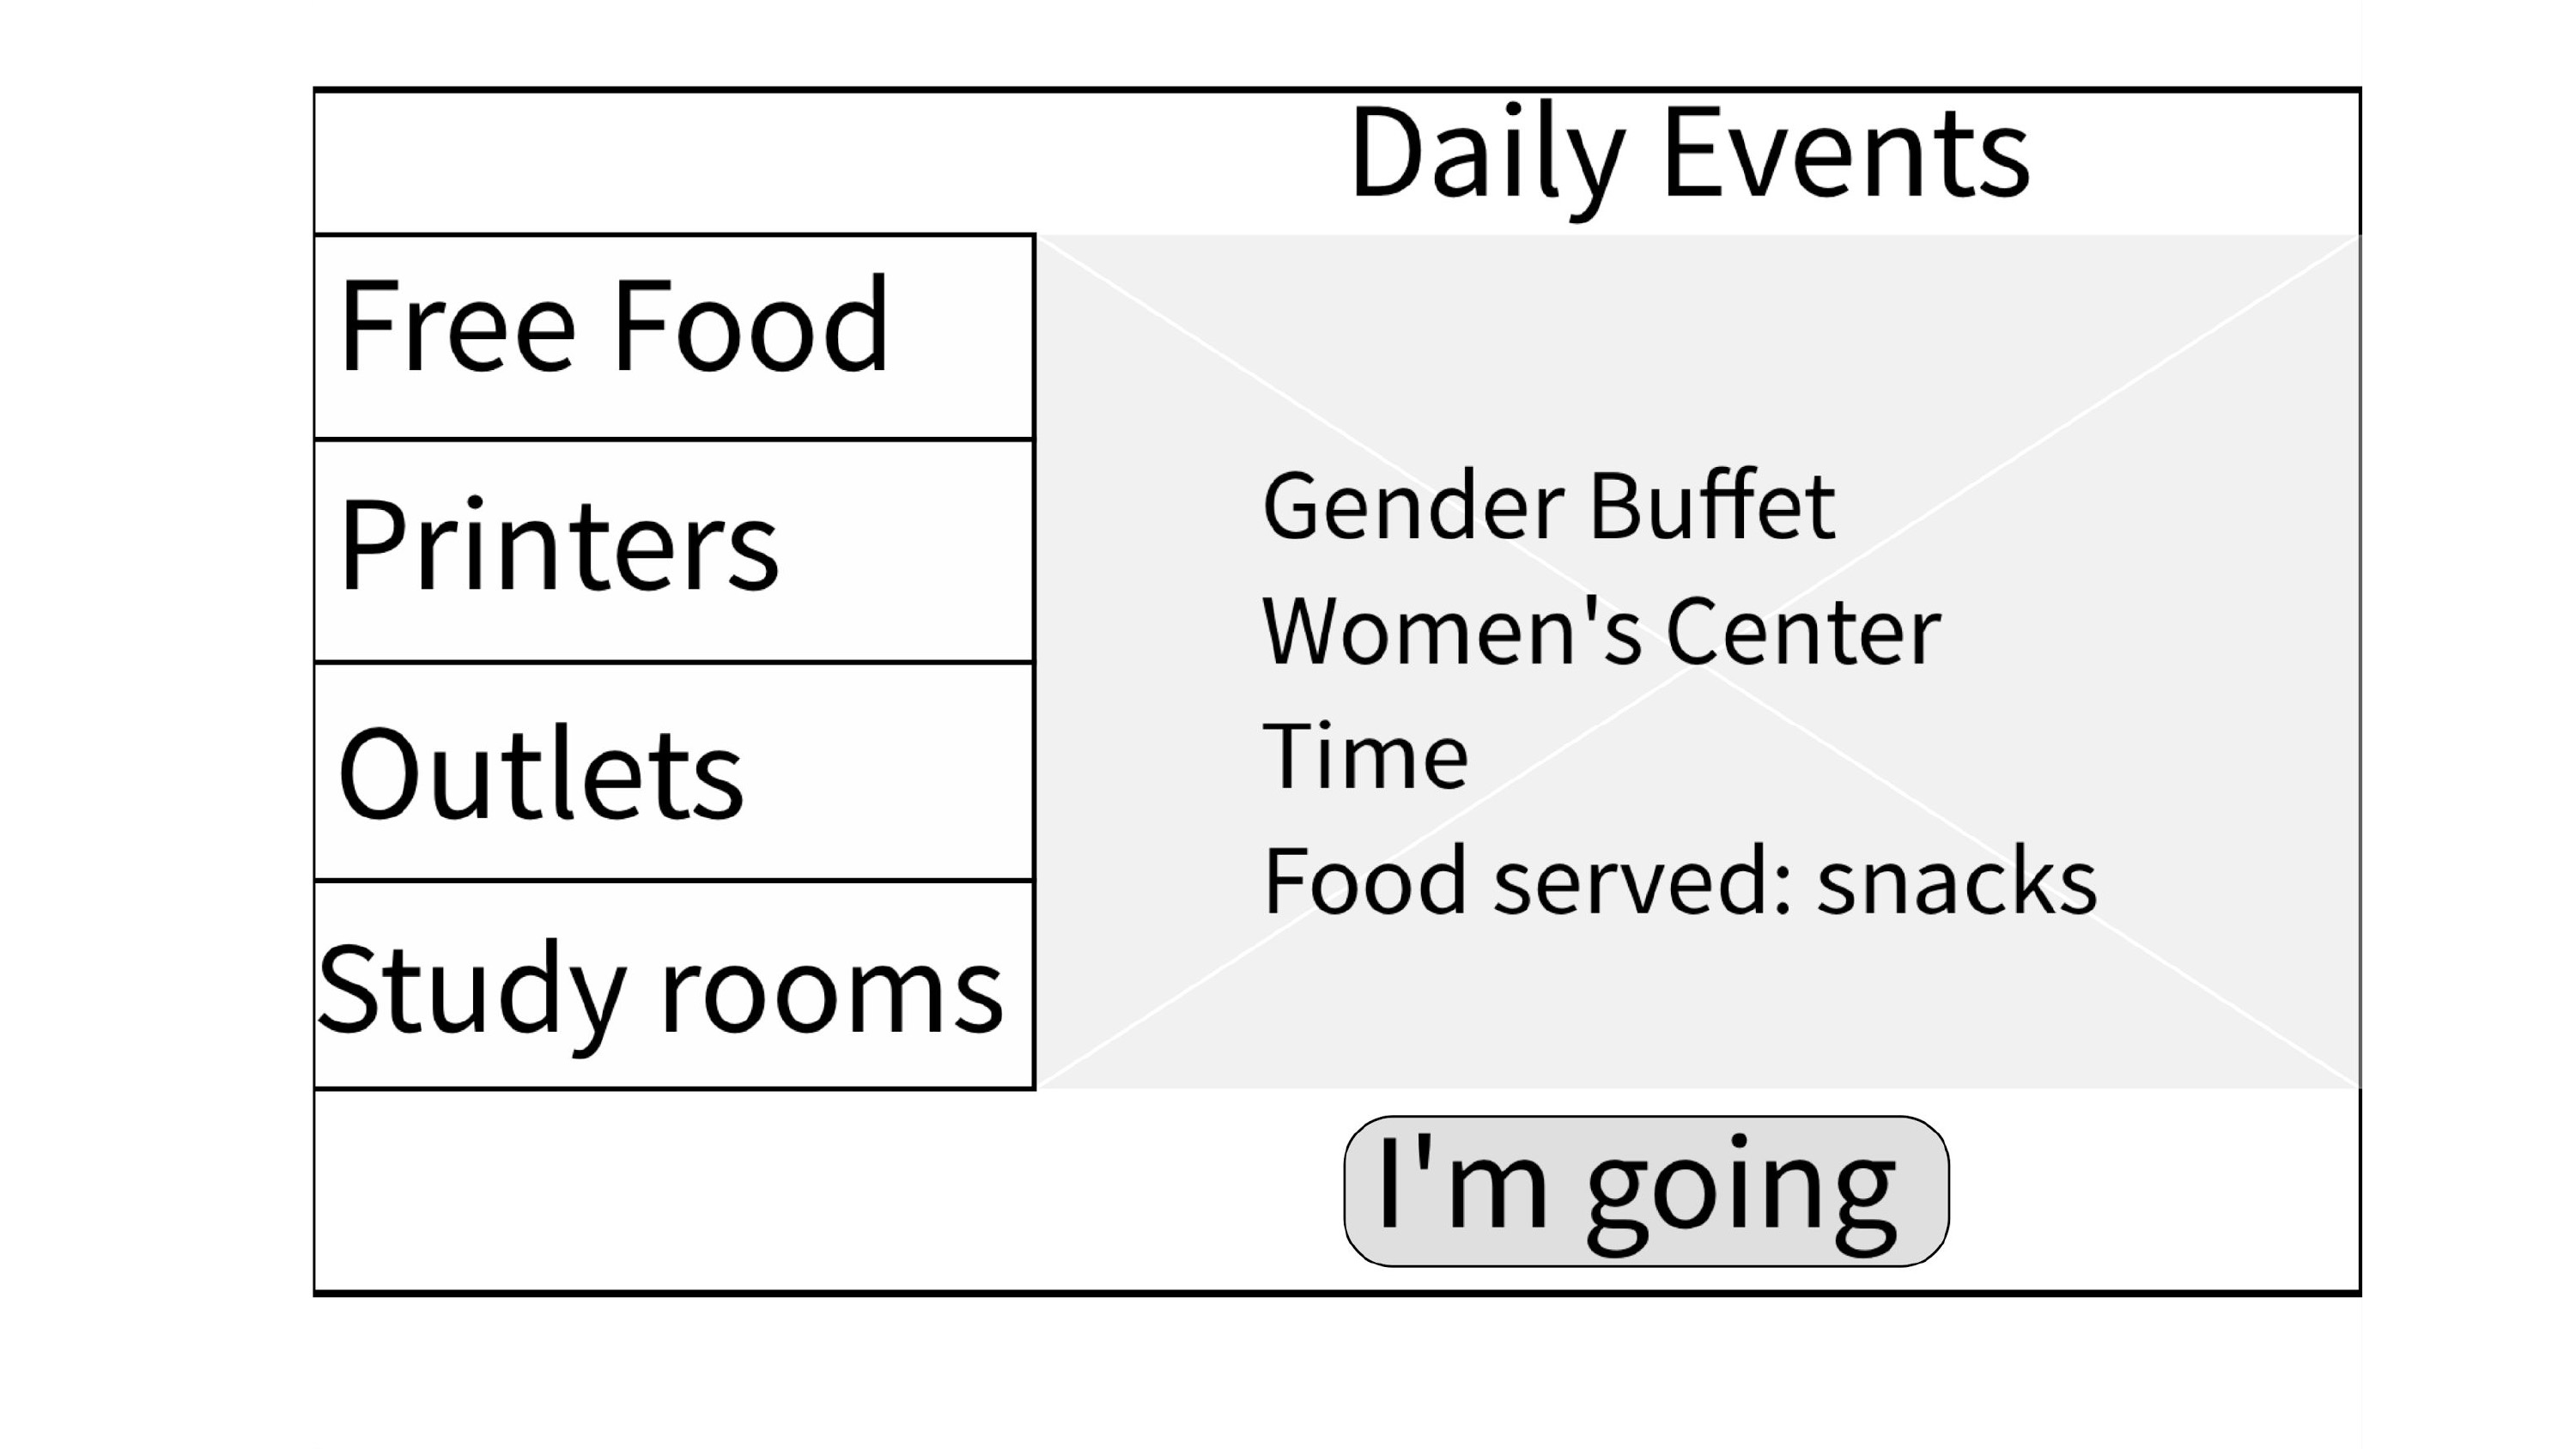 Daily Events
Free Food
Printers
Outlets
Study rooms
Gender Buffet
Women's Center
Time
Food served: snacks
I'm going